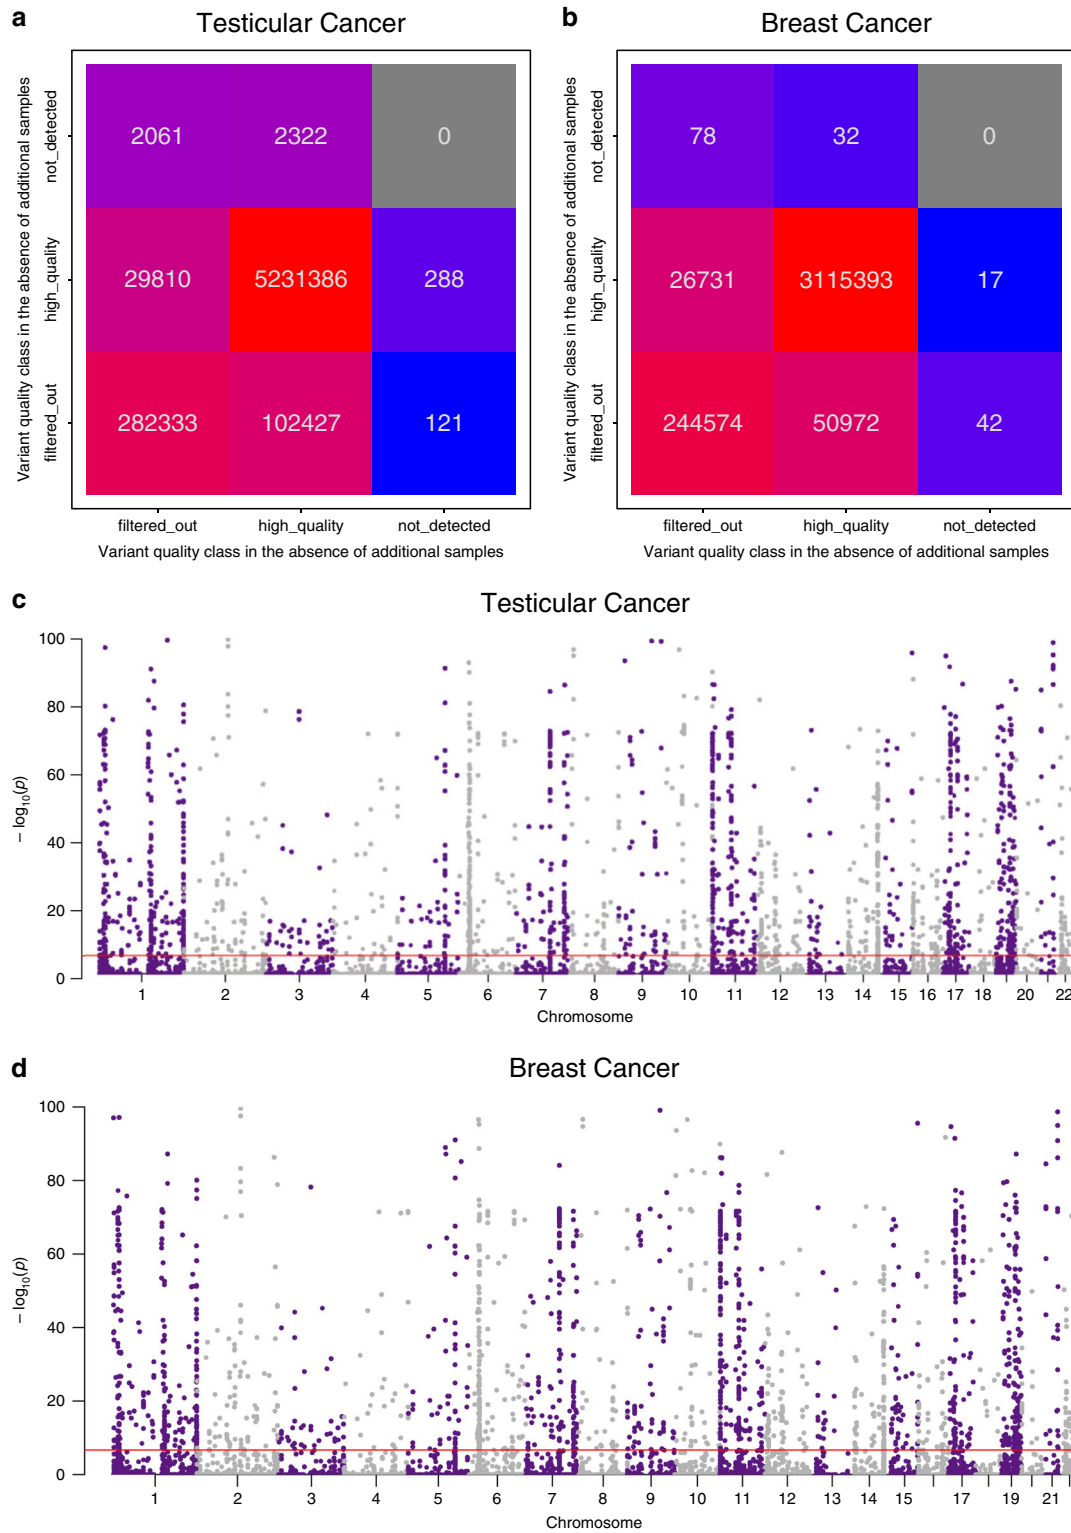 a
Testicular Cancer
Variant quality class in the absence of additional samples
not_detected
high_quality
filtered_out
2061 2322 0
29810 5231386 288
282333 102427 121
filtered_out high_quality not_detected
Variant quality class in the absence of additional samples
b
Breast Cancer
Variant quality class in the absence of additional samples
not_detected
high_quality
filtered_out
78 32 0
26731 3115393 17
244574 50972 42
filtered_out high_quality not_detected
Variant quality class in the absence of additional samples
c
Testicular Cancer
− log10(p)
100
80
60
40
20
0
1 2 3 4 5 6 7 8 9 10 11 12 13 14 15 16 17 18 19 20 22
Chromosome
d
Breast Cancer
− log10(p)
100
80
60
40
20
0
1 2 3 4 5 6 7 8 9 10 11 12 13 14 15 17 19 21
Chromosome